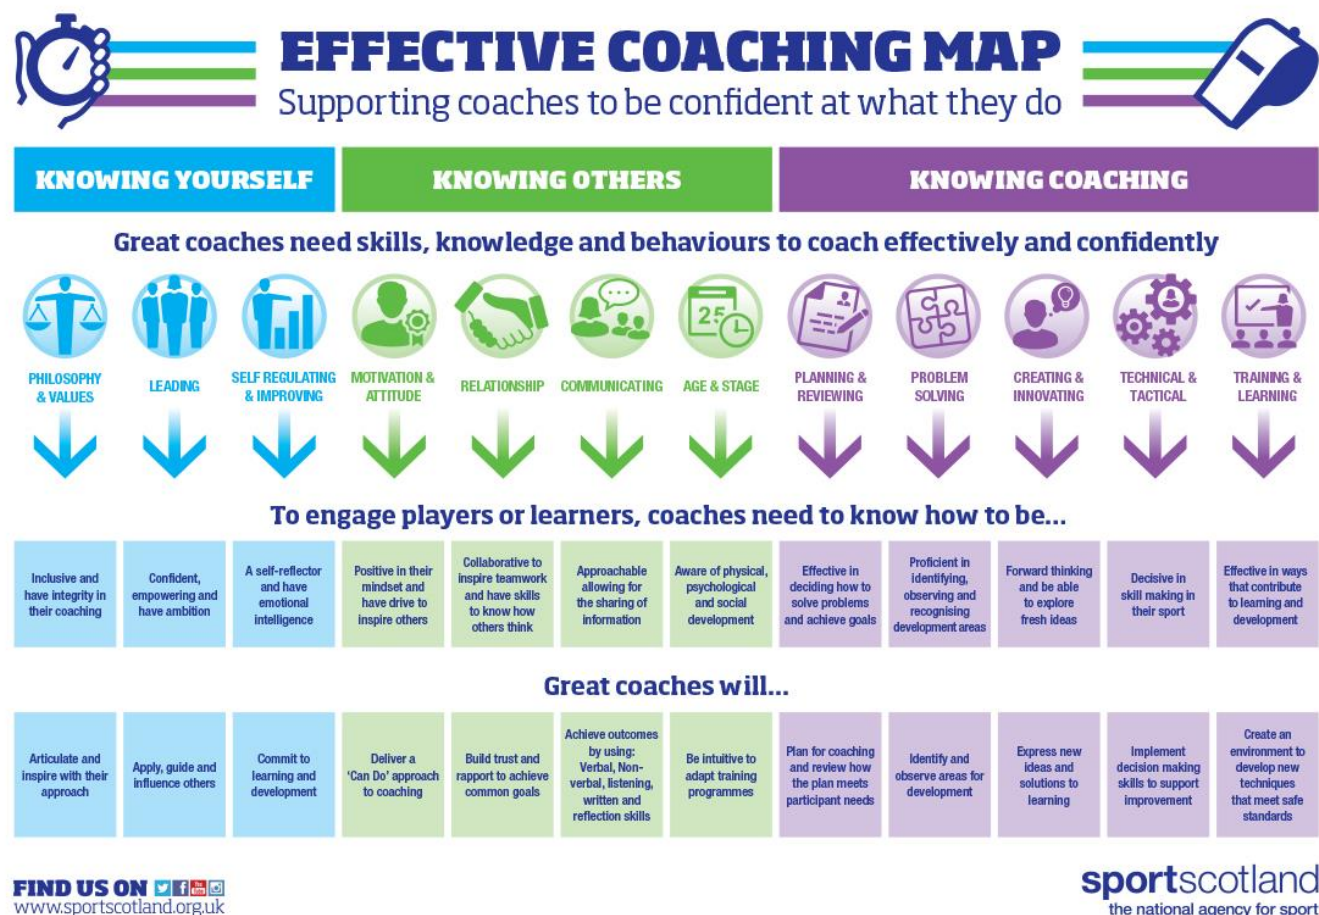 EFFECTIVE COACHING MAP
Supporting coaches to be confident at what they do
KNOWING YOURSELF
KNOWING OTHERS
KNOWING COACHING
Great coaches need skills, knowledge and behaviours to coach effectively and confidently
25
PHILOSOPHY
& VALUES
LEADING
SELF REGULATING
& IMPROVING
MOTIVATION &
ATTITUDE
RELATIONSHIP
COMMUNICATING
AGE & STAGE
PLANNING &
REVIEWING
PROBLEM
SOLVING
CREATING &
INNOVATING
TECHNICAL &
TACTICAL
TRAINING &
LEARNING
To engage players or learners, coaches need to know how to be...
Inclusive and
have integrity in
their coaching
Confident,
empowering and
have ambition
A self-reflector
and have
emotional
intelligence
Positive in their
mindset and
have drive to
inspire others
Collaborative to
inspire teamwork
and have skills
to know how
others think
Approachable
allowing for
the sharing of
information
Aware of physical,
psychological
and social
development
Effective in
deciding how to
solve problems
and achieve goals
Proficient in
identifying,
observing and
recognising
development areas
Forward thinking
and be able
to explore
fresh ideas
Decisive in
skill making in
their sport
Effective in ways
that contribute
to learning and
development
Great coaches will...
Articulate and
inspire with their
approach
Apply, guide and
influence others
Commit to
learning and
development
Deliver a
'Can Do' approach
to coaching
Build trust and
rapport to achieve
common goals
Achieve outcomes
by using:
Verbal, Non-
verbal, listening,
written and
reflection skills
Be intuitive to
adapt training
programmes
Plan for coaching
and review how
the plan meets
participant needs
Identify and
observe areas for
development
Express new
ideas and
solutions to
learning
Implement
decision making
skills to support
improvement
Create an
environment to
develop new
techniques
that meet safe
standards
FIND US ON
www.sportscotland.org.uk
sportscotland
the national agency for sport